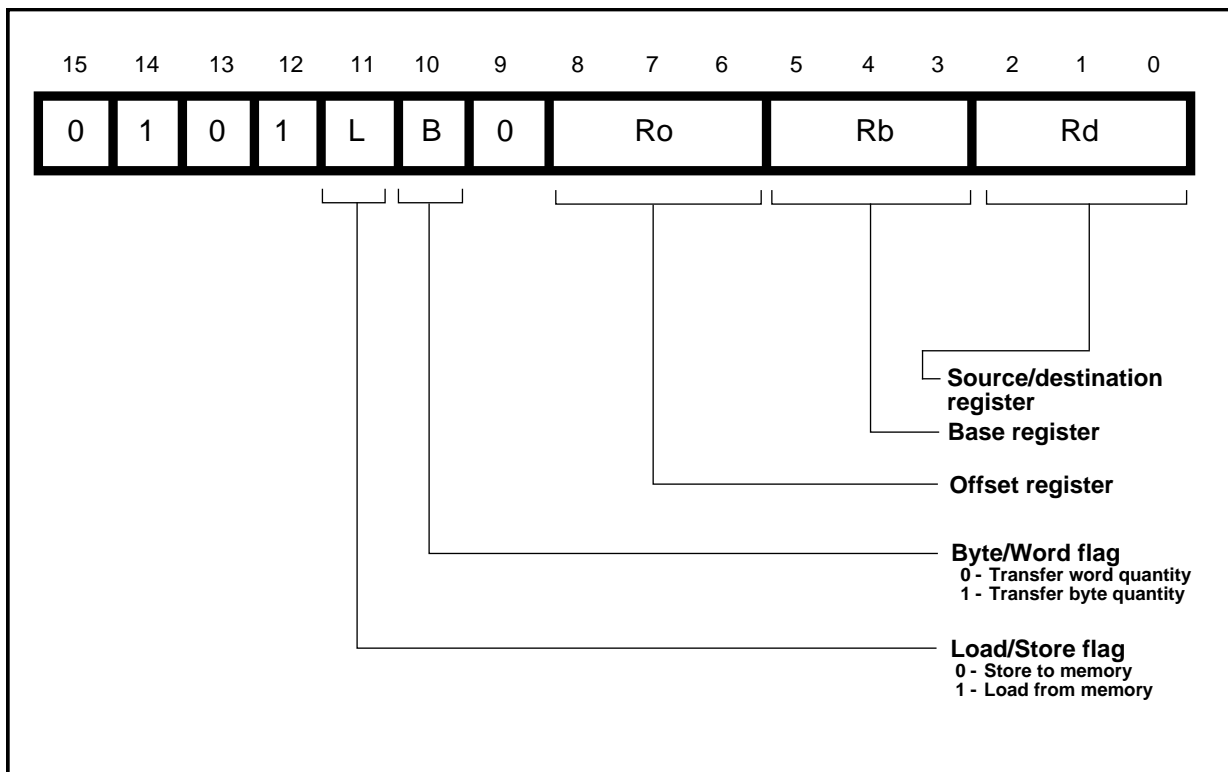 15 14 13 12 11 10 9 8 7 6 5 4 3 2 1 0
0 1 0 1 L B 0 Ro Rb Rd
Source/destination
register
Base register
Offset register
Byte/Word flag
0 - Transfer word quantity
1 - Transfer byte quantity
Load/Store flag
0 - Store to memory
1 - Load from memory